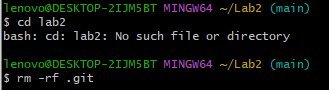 lenovo@DESKTOP-2IJM5BT MINGW64 ~/Lab2 (main)
$ cd lab2
bash: cd: lab2: No such file or directory
lenovo@DESKTOP-2IJM5BT MINGW64 ~/Lab2 (main)
$ rm -rf .git